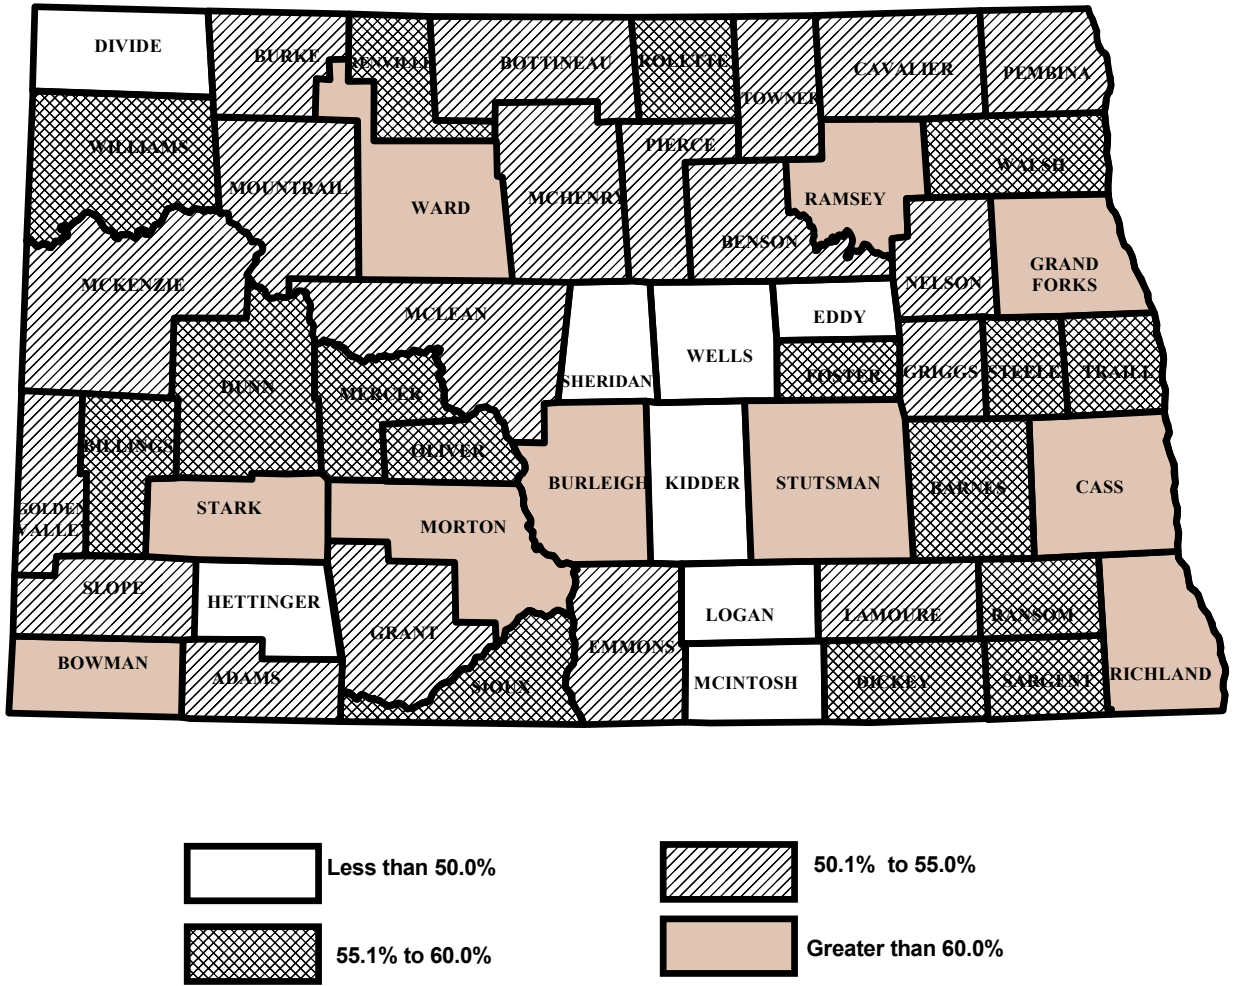 DIVIDE
BURKE
RENVILLE
BOTTINEAU
ROLETTE
TOWNER
CAVALIER
PEMBINA
WILLIAMS
MOUNTRAIL
WARD
MCHENRY
PIERCE
BENSON
RAMSEY
WALSH
MCKENZIE
MCLEAN
NELSON
GRAND
FORKS
SHERIDAN
WELLS
EDDY
FOSTER
GRIGGS
STEELE
TRAILL
DUNN
MERCER
OLIVER
BILLINGS
GOLDEN
VALLEY
STARK
MORTON
BURLEIGH
KIDDER
STUTSMAN
BARNES
CASS
SLOPE
HETTINGER
GRANT
EMMONS
LOGAN
LAMOURE
RANSOM
BOWMAN
ADAMS
SIOUX
MCINTOSH
DICKEY
SARGENT
RICHLAND
Less than 50.0%
50.1% to 55.0%
55.1% to 60.0%
Greater than 60.0%